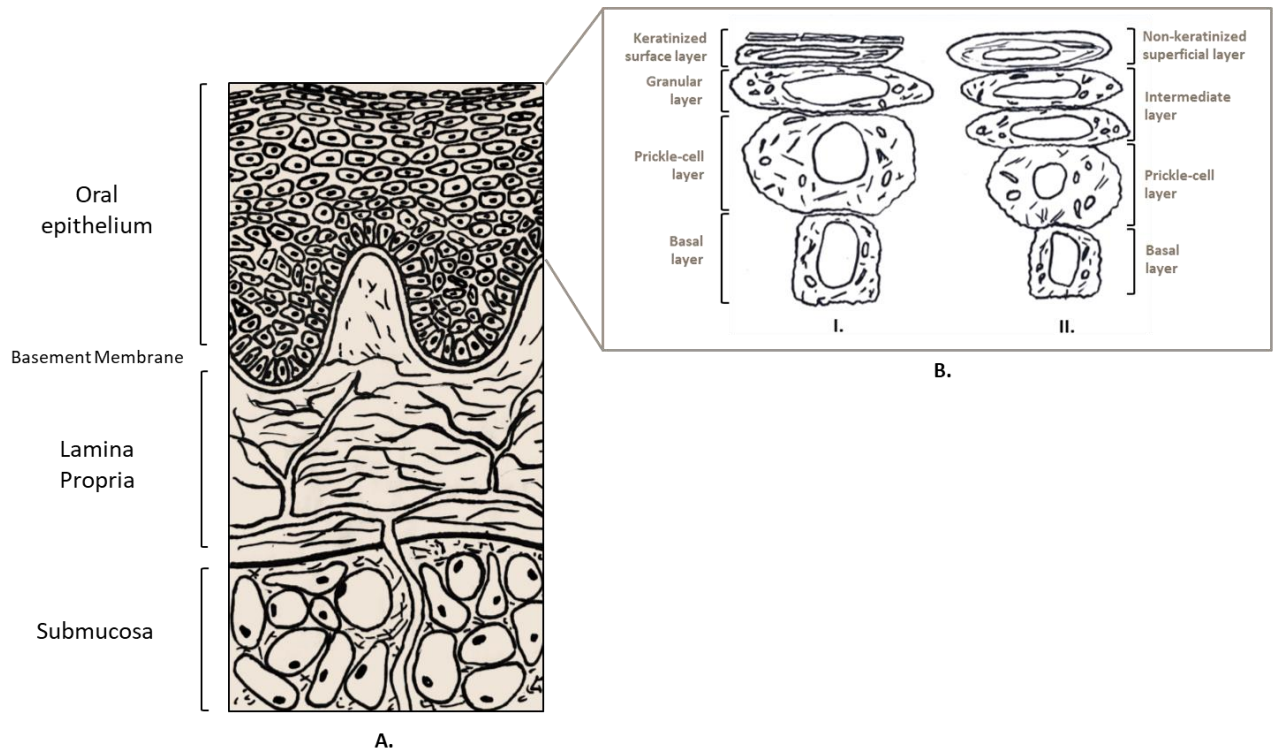 Oral
epithelium
Basement Membrane
Lamina
Propria
Submucosa
A.
Keratinized
surface layer
Granular
layer
Prickle-cell
layer
Basal
layer
I.
Non-keratinized
superficial layer
Intermediate
layer
Prickle-cell
layer
Basal
layer
II.
B.